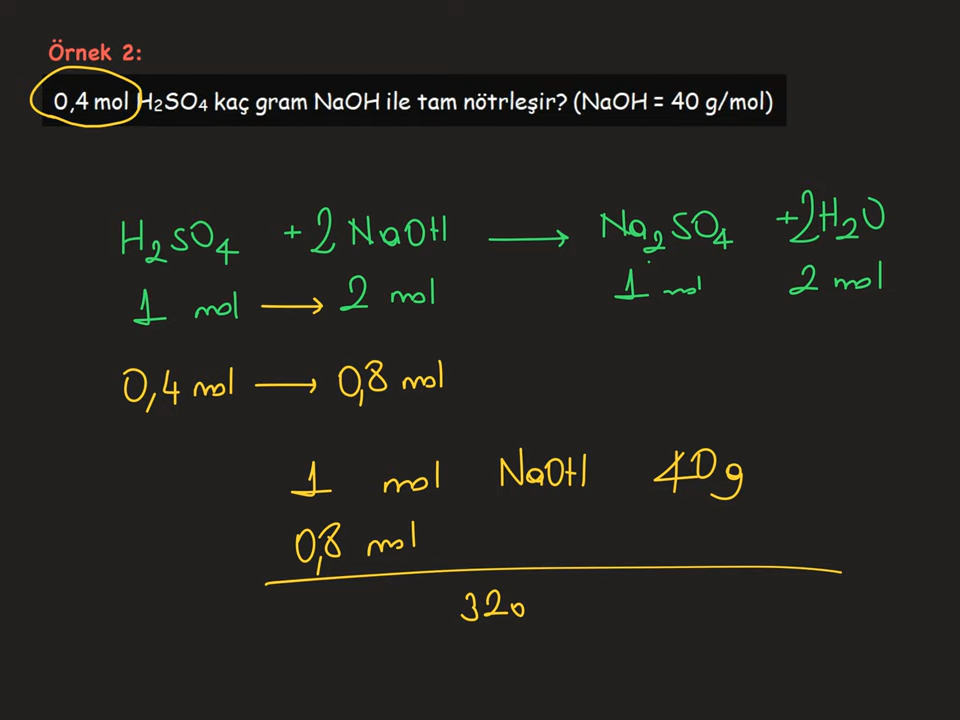 Örnek 2:
0,4 mol H₂SO₄ kaç gram NaOH ile tam nötrleşir? (NaOH = 40 g/mol)
H₂SO₄ + 2 NaOH → Na₂SO₄ + 2H₂O
1 mol → 2 mol 1 mol 2 mol
0,4 mol → 0,8 mol
1 mol NaOH 40g
0,8 mol
32